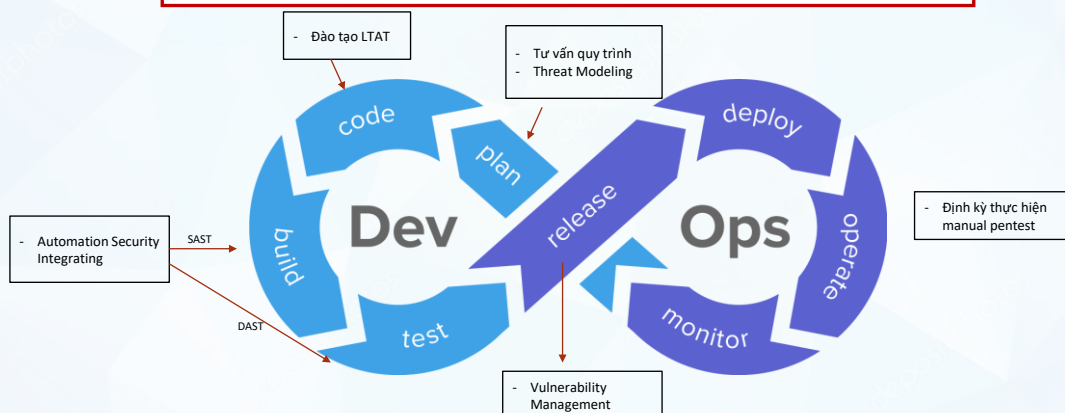 - Đào tạo LTAT
- Tư vấn quy trình
- Threat Modeling
code
plan
deploy
release
Dev
Ops
build
operate
- Automation Security
Integrating
SAST
DAST
- Định kỳ thực hiện
manual pentest
test
monitor
- Vulnerability
Management